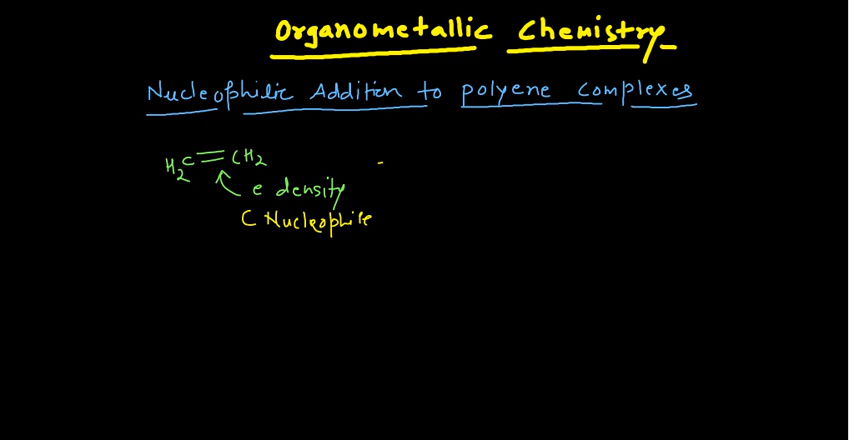 Organometallic Chemistry
Nucleophilic Addition to polyene Complexes
H2C=CH2
e density
C Nucleophile